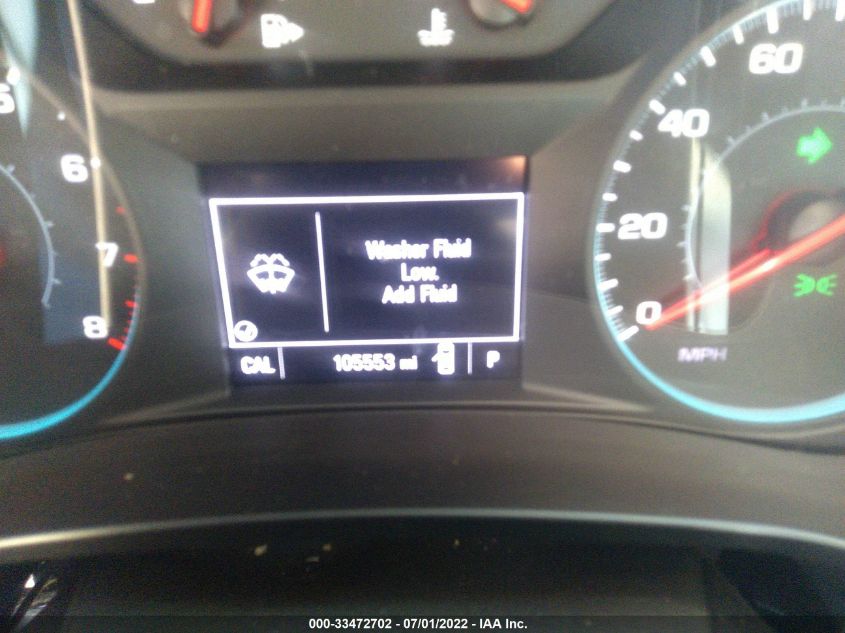 5
6
7
8
Washer Fluid
Low.
Add Fluid
CAL 105553 mi P
60
40
20
0
MPH
000-33472702 - 07/01/2022 - IAA Inc.